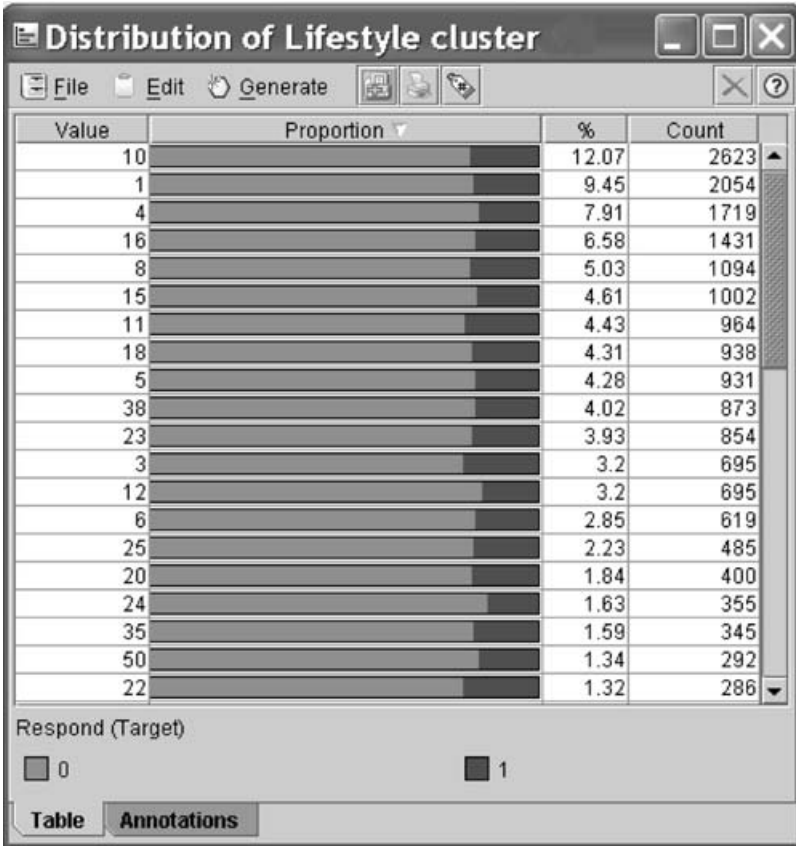 Distribution of Lifestyle cluster
File Edit Generate
Value Proportion % Count
10 12.07 2623
1 9.45 2054
4 7.91 1719
16 6.58 1431
8 5.03 1094
15 4.61 1002
11 4.43 964
18 4.31 938
5 4.28 931
38 4.02 873
23 3.93 854
3 3.2 695
12 3.2 695
6 2.85 619
25 2.23 485
20 1.84 400
24 1.63 355
35 1.59 345
50 1.34 292
22 1.32 286
Respond (Target)
0 1
Table Annotations